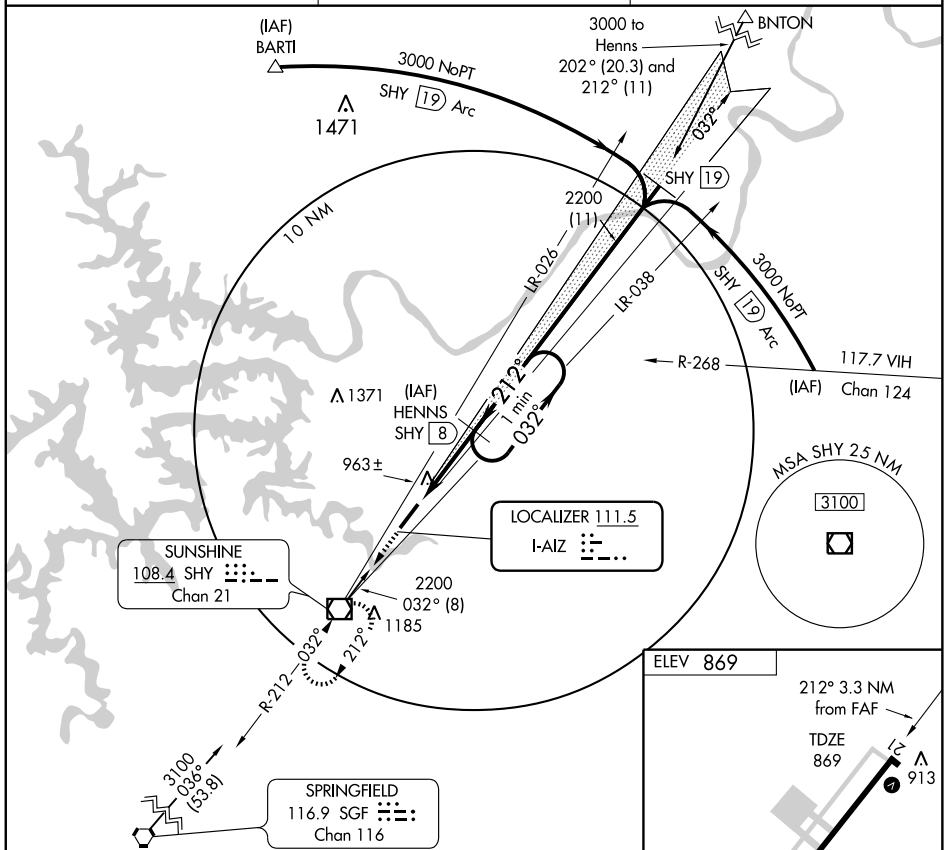 (IAF)
BARTI
3000 NoPT
SHY 19 Arc
1471
3000 to
Henns
202° (20.3) and
212° (11)
BNTON
032°
SHY 19
2200
(11)
10 NM
LR-026
LR-038
3000 NoPT
SHY 19 Arc
R-268
117.7 VIH
(IAF)
Chan 124
1371
(IAF)
HENNS
SHY 8
212°
1 min
032°
963±
MSA SHY 25 NM
3100
LOCALIZER 111.5
I-AIZ
SUNSHINE
108.4 SHY
Chan 21
2200
032° (8)
1185
212°
R-212
032°
3100
036°
(53.8)
SPRINGFIELD
116.9 SGF
Chan 116
ELEV 869
212° 3.3 NM
from FAF
TDZE
869
21
913
V